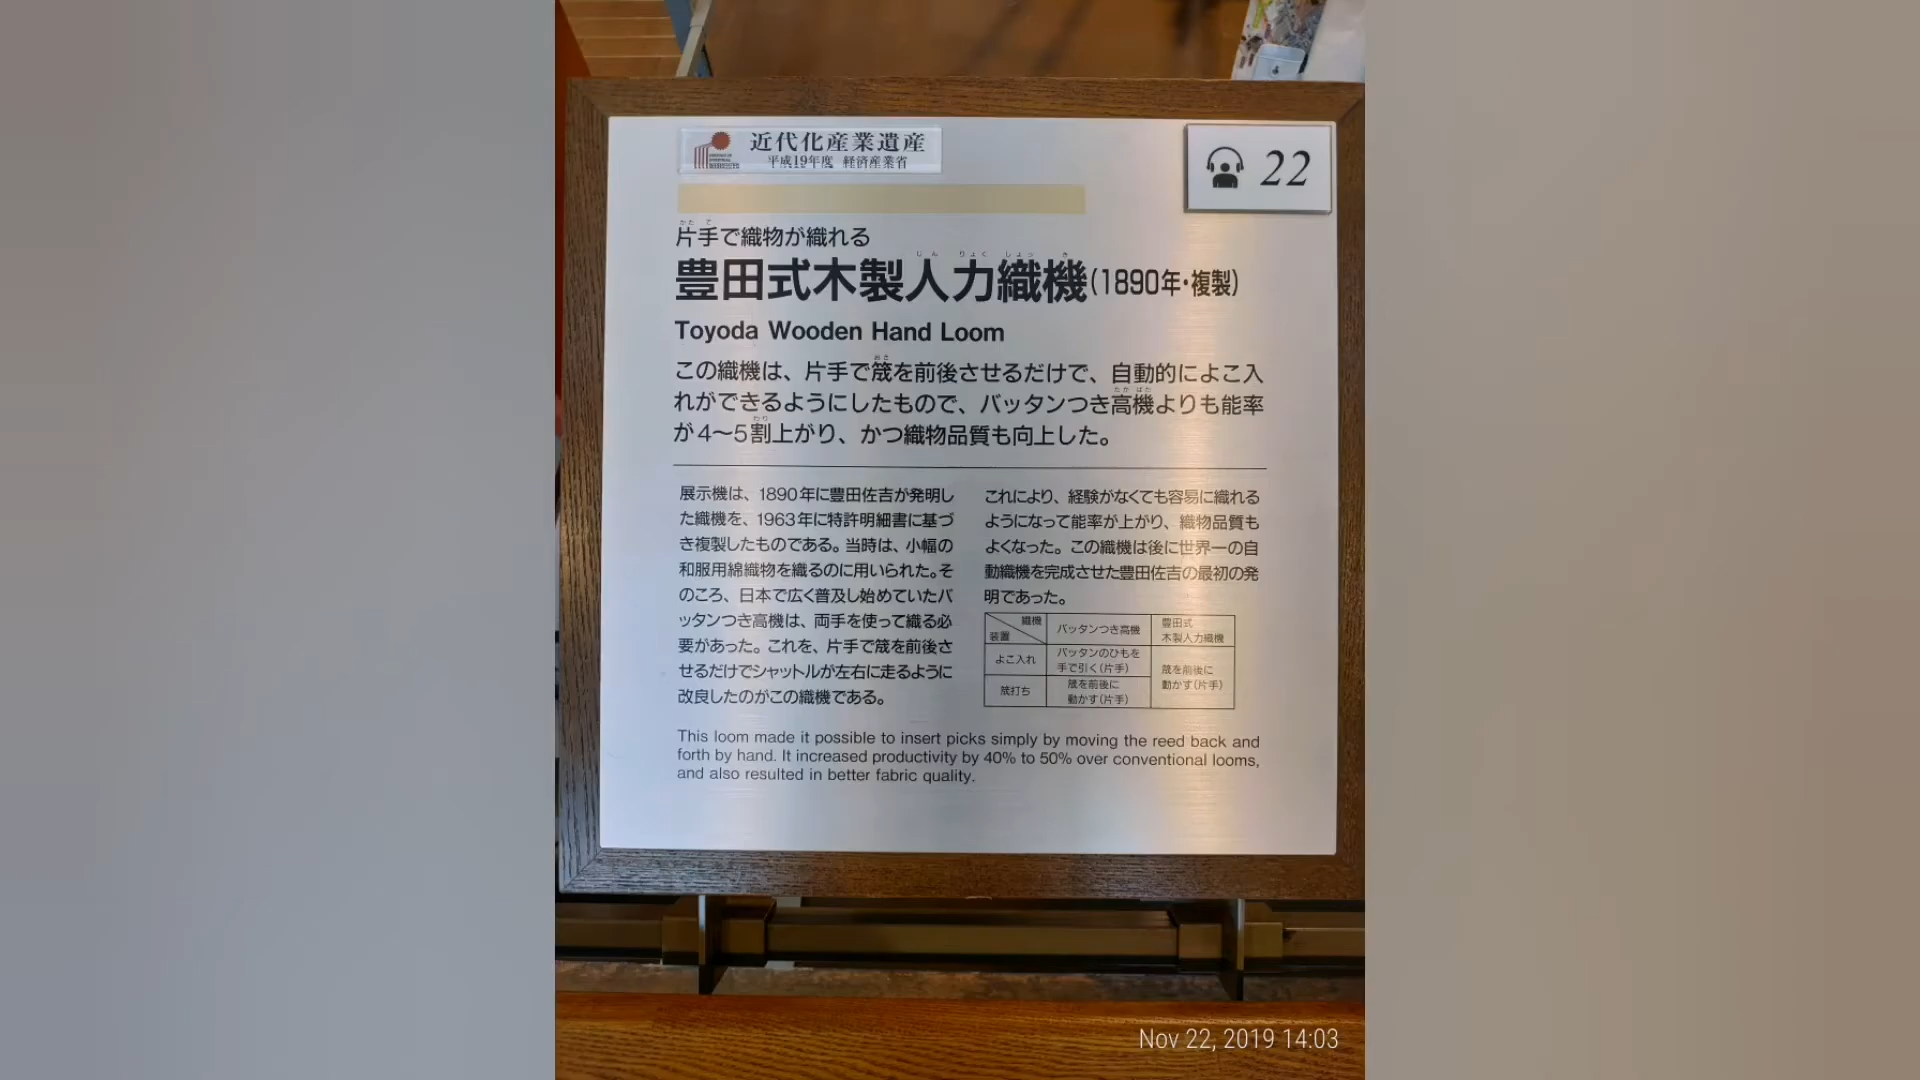 近代化産業遺産
平成19年度 経済産業省
22
片手で織物が織れる
豊田式木製人力織機(1890年・複製)
Toyoda Wooden Hand Loom
この織機は、片手で筬を前後させるだけで、自動的によこ入
れができるようにしたもので、バッタンつき高機よりも能率
が4〜5割上がり、かつ織物品質も向上した。
展示機は、1890年に豊田佐吉が発明し
た織機を、1963年に特許明細書に基づ
き複製したものである。当時は、小幅の
和服用綿織物を織るのに用いられた。そ
のころ、日本で広く普及し始めていたバ
ッタンつき高機は、両手を使って織る必
要があった。これを、片手で筬を前後さ
せるだけでシャットルが左右に走るように
改良したのがこの織機である。
これにより、経験がなくても容易に織れる
ようになって能率が上がり、織物品質も
よくなった。この織機は後に世界一の自
動織機を完成させた豊田佐吉の最初の発
明であった。
織機
装置
バッタンつき高機
豊田式
木製人力織機
よこ入れ
バッタンのひもを
手で引く(片手)
筬を前後に
動かす(片手)
筬打ち
筬を前後に
動かす(片手)
This loom made it possible to insert picks simply by moving the reed back and
forth by hand. It increased productivity by 40% to 50% over conventional looms,
and also resulted in better fabric quality.
Nov 22, 2019 14:03